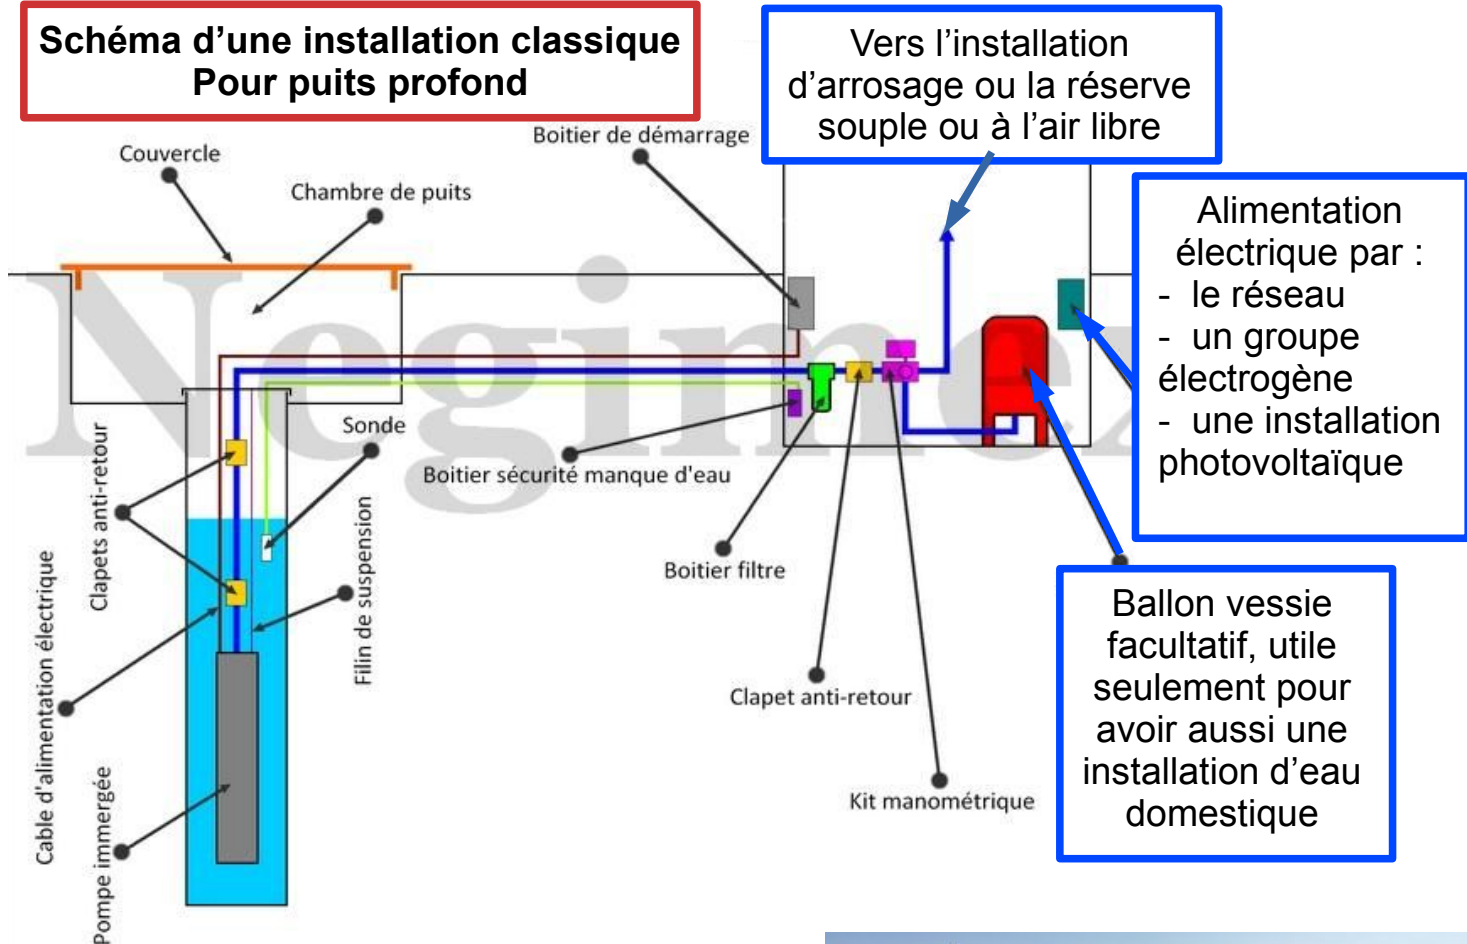 Schéma d’une installation classique
Pour puits profond
Vers l’installation
d’arrosage ou la réserve
souple ou à l’air libre
Boitier de démarrage
Couvercle
Chambre de puits
Alimentation
électrique par :
- le réseau
- un groupe
électrogène
- une installation
photovoltaïque
Negimex
Sonde
Boitier sécurité manque d'eau
Clapets anti-retour
Filin de suspension
Cable d'alimentation électrique
Pompe immergée
Boitier filtre
Clapet anti-retour
Kit manométrique
Ballon vessie
facultatif, utile
seulement pour
avoir aussi une
installation d’eau
domestique